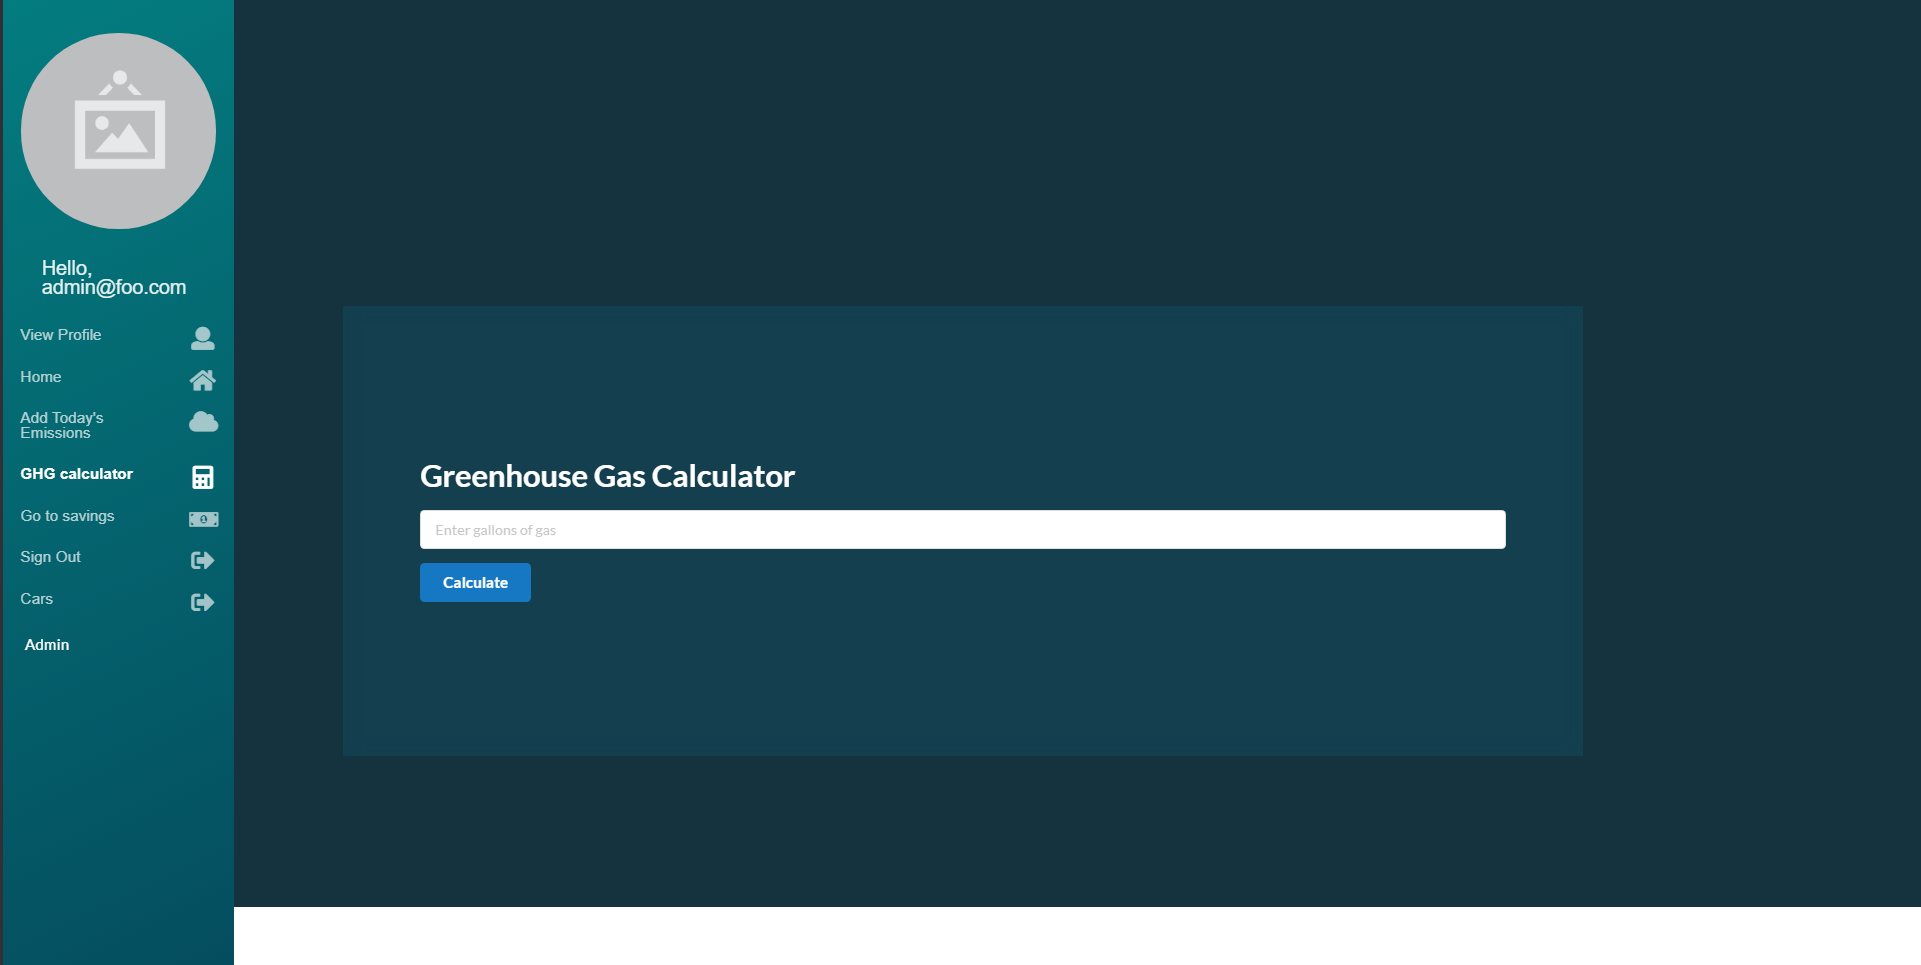 Hello,
admin@foo.com
View Profile
Home
Add Today's
Emissions
GHG calculator
Go to savings
Sign Out
Cars
Admin
Greenhouse Gas Calculator
Enter gallons of gas
Calculate